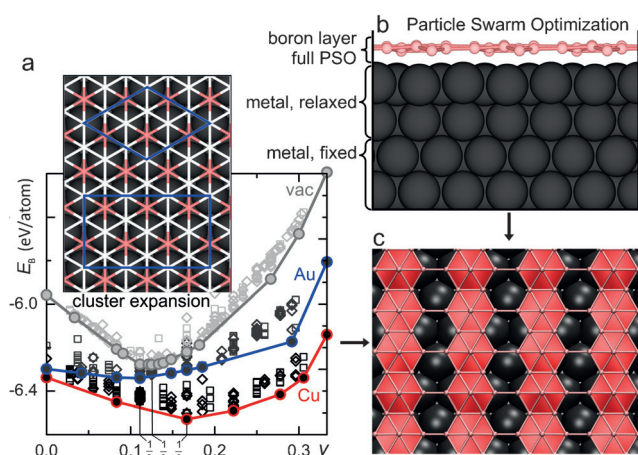 b
Particle Swarm Optimization
boron layer
full PSO
metal, relaxed
metal, fixed
a
vac
Au
Cu
cluster expansion
E_B (eV/atom)
-6.0
-6.4
0.0
0.1
0.2
0.3
v
c